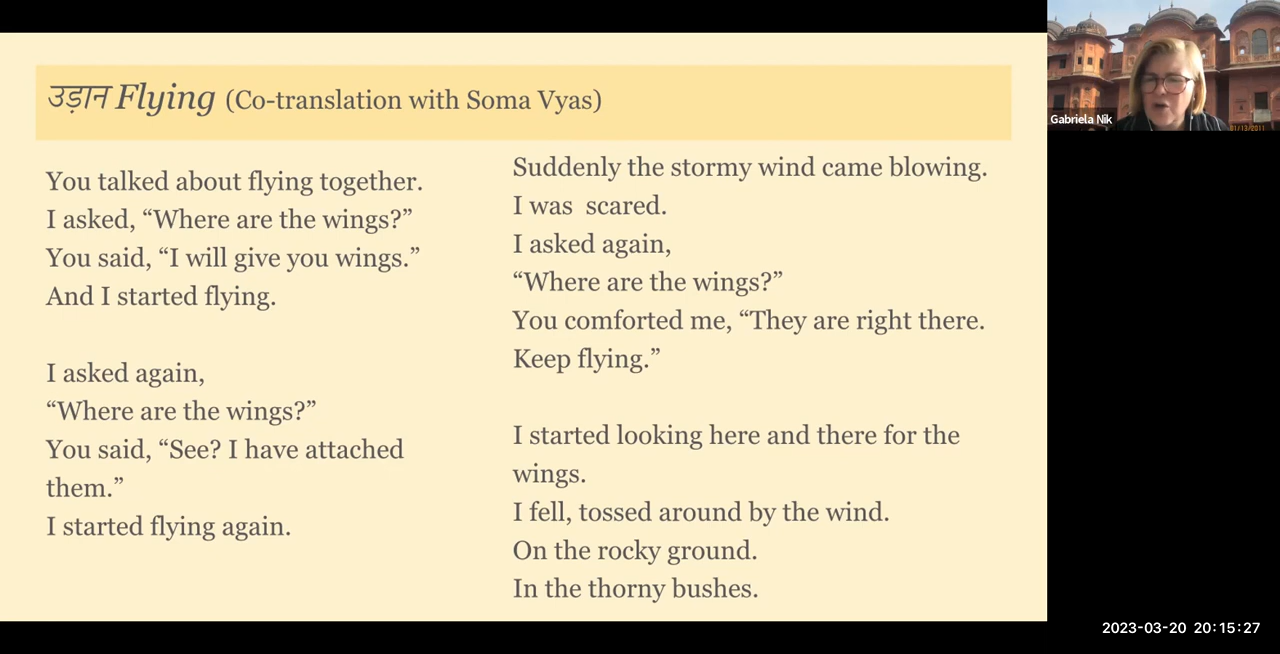 उड़ान Flying (Co-translation with Soma Vyas)
You talked about flying together.
I asked, “Where are the wings?”
You said, “I will give you wings.”
And I started flying.
I asked again,
“Where are the wings?”
You said, “See? I have attached
them.”
I started flying again.
Suddenly the stormy wind came blowing.
I was  scared.
I asked again,
“Where are the wings?”
You comforted me, “They are right there.
Keep flying.”
I started looking here and there for the
wings.
I fell, tossed around by the wind.
On the rocky ground.
In the thorny bushes.
Gabriela Nik
01/13/2011
2023-03-20 20:15:27